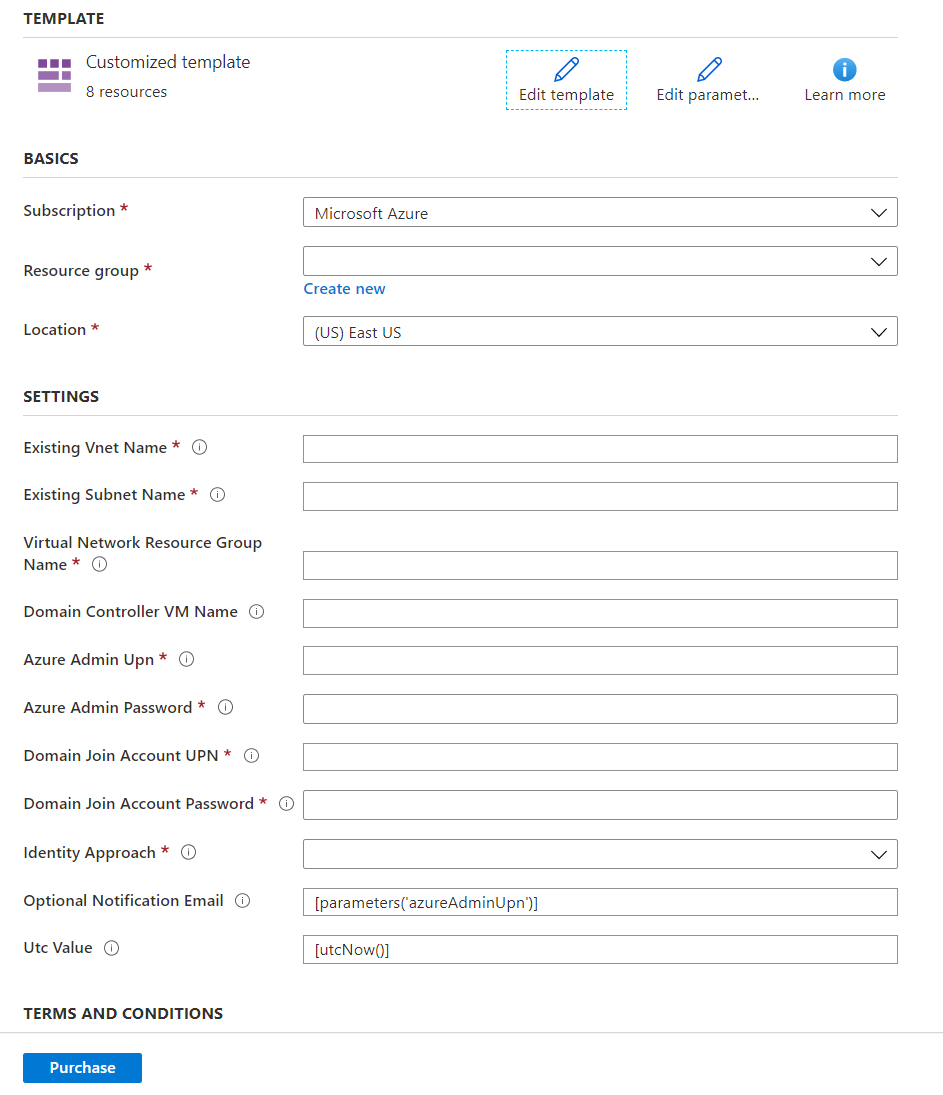 TEMPLATE
Customized template
8 resources
Edit template
Edit paramet...
Learn more
BASICS
Subscription *
Microsoft Azure
Resource group *
Create new
Location *
(US) East US
SETTINGS
Existing Vnet Name *
Existing Subnet Name *
Virtual Network Resource Group
Name *
Domain Controller VM Name
Azure Admin Upn *
Azure Admin Password *
Domain Join Account UPN *
Domain Join Account Password *
Identity Approach *
Optional Notification Email
[parameters('azureAdminUpn')]
Utc Value
[utcNow()]
TERMS AND CONDITIONS
Purchase